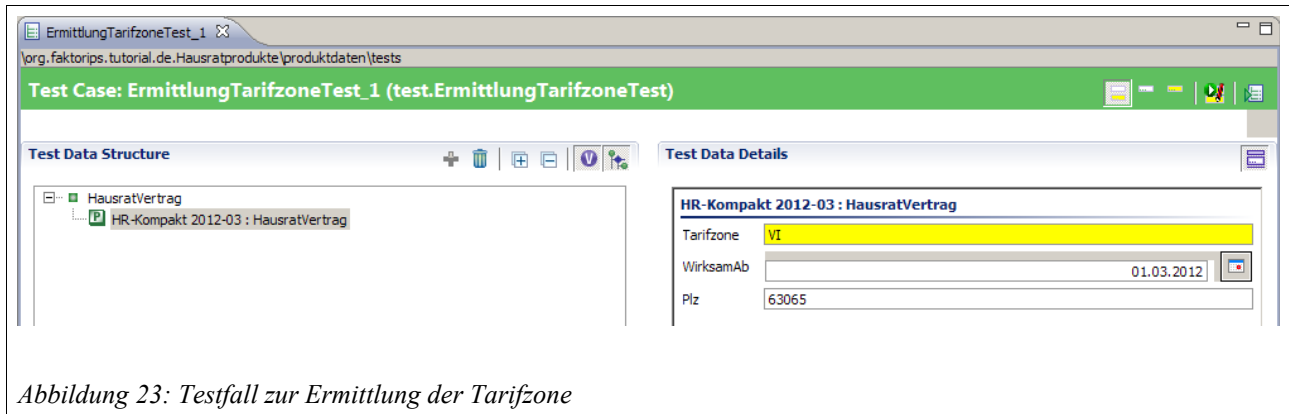 ErmittlungTarifzoneTest_1
\org.faktorips.tutorial.de.Hausratprodukte\produktdaten\tests
Test Case: ErmittlungTarifzoneTest_1 (test.ErmittlungTarifzoneTest)
Test Data Structure
V
HausratVertrag
P HR-Kompakt 2012-03 : HausratVertrag
Test Data Details
HR-Kompakt 2012-03 : HausratVertrag
Tarifzone VI
WirksamAb 01.03.2012
Plz 63065
Abbildung 23: Testfall zur Ermittlung der Tarifzone